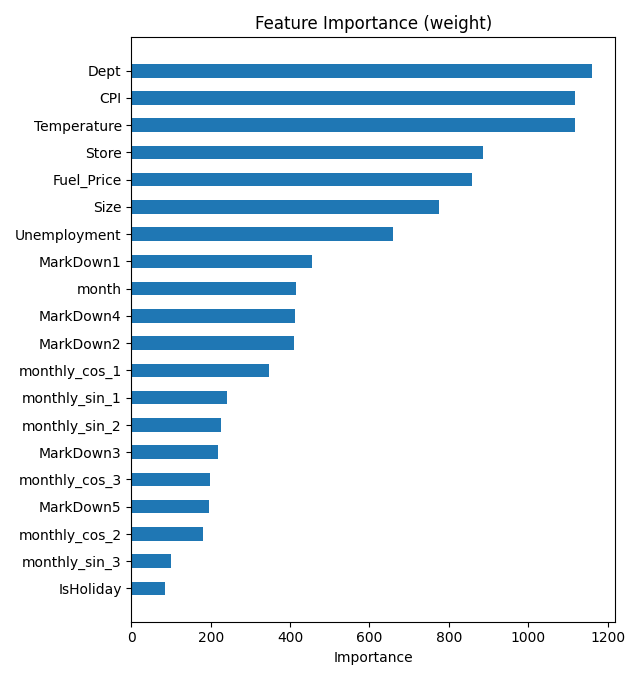 Feature Importance (weight)
Dept
CPI
Temperature
Store
Fuel_Price
Size
Unemployment
MarkDown1
month
MarkDown4
MarkDown2
monthly_cos_1
monthly_sin_1
monthly_sin_2
MarkDown3
monthly_cos_3
MarkDown5
monthly_cos_2
monthly_sin_3
IsHoliday
0 200 400 600 800 1000 1200
Importance